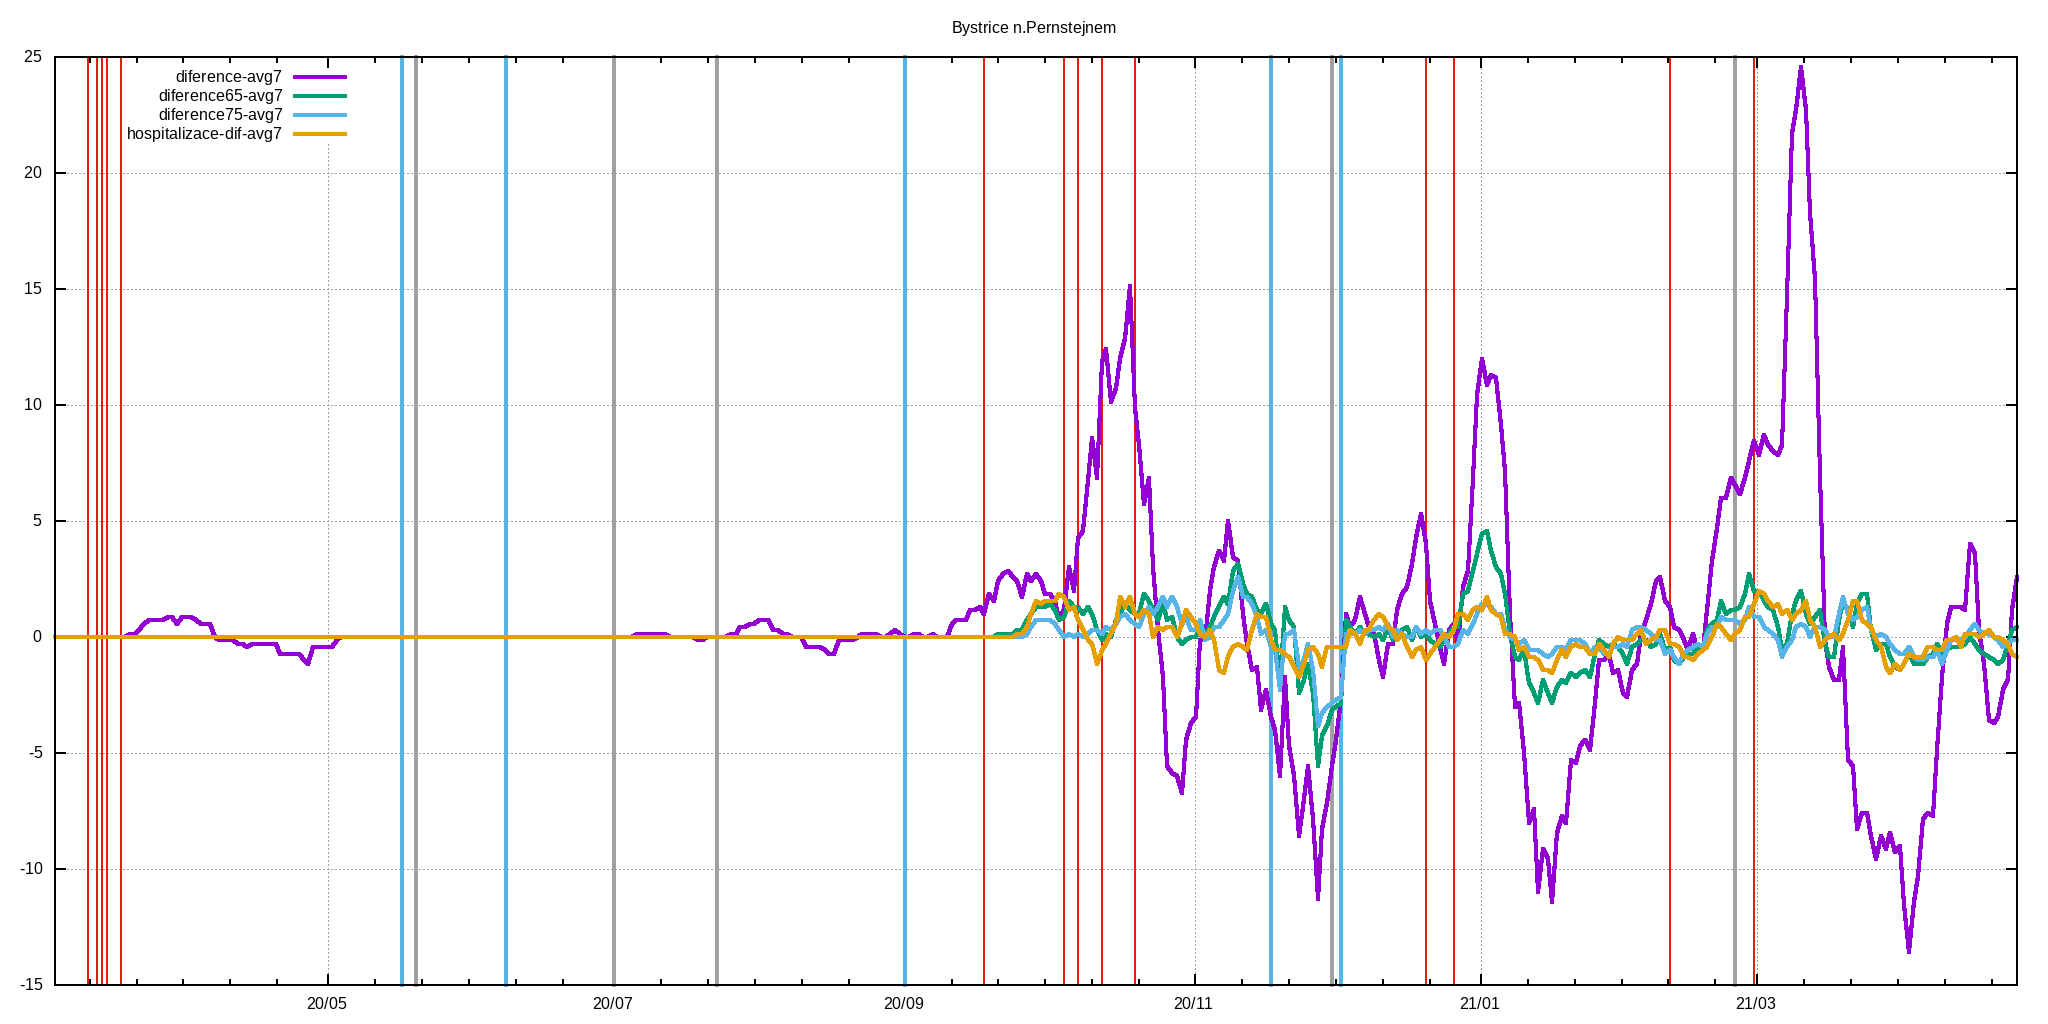 Bystrice n.Pernstejnem
25
20
15
10
5
0
-5
-10
-15
diference-avg7
diference65-avg7
diference75-avg7
hospitalizace-dif-avg7
20/05 20/07 20/09 20/11 21/01 21/03